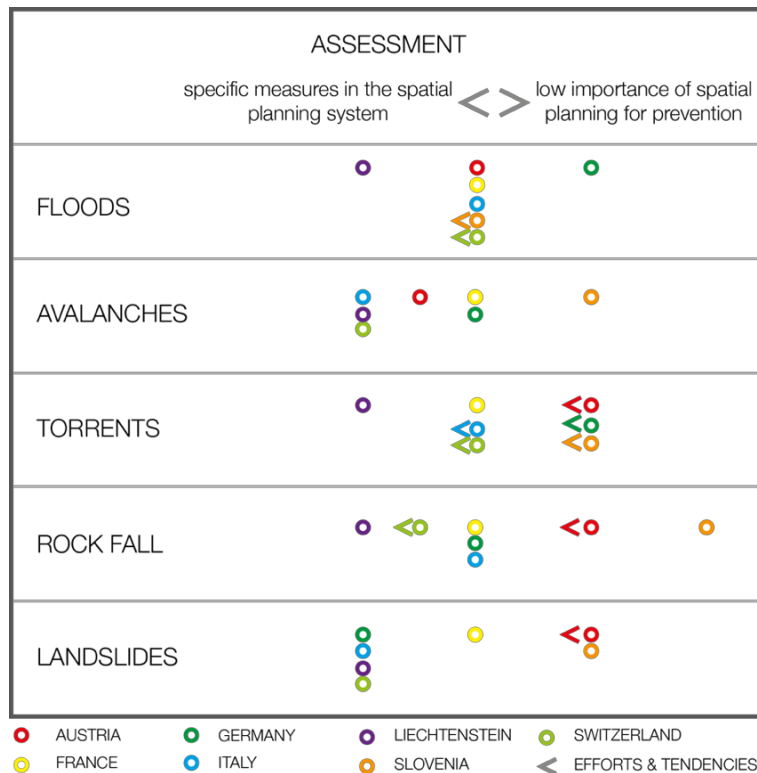 ASSESSMENT
specific measures in the spatial
planning system
low importance of spatial
planning for prevention
FLOODS
AVALANCHES
TORRENTS
ROCK FALL
LANDSLIDES
AUSTRIA GERMANY LIECHTENSTEIN SWITZERLAND
FRANCE ITALY SLOVENIA EFFORTS & TENDENCIES